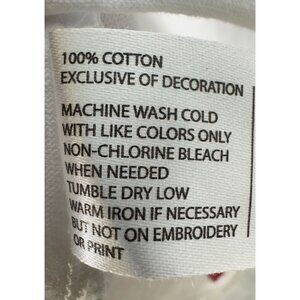 100% COTTON
EXCLUSIVE OF DECORATION
MACHINE WASH COLD
WITH LIKE COLORS ONLY
NON-CHLORINE BLEACH
WHEN NEEDED
TUMBLE DRY LOW
WARM IRON IF NECESSARY
BUT NOT ON EMBROIDERY
OR PRINT